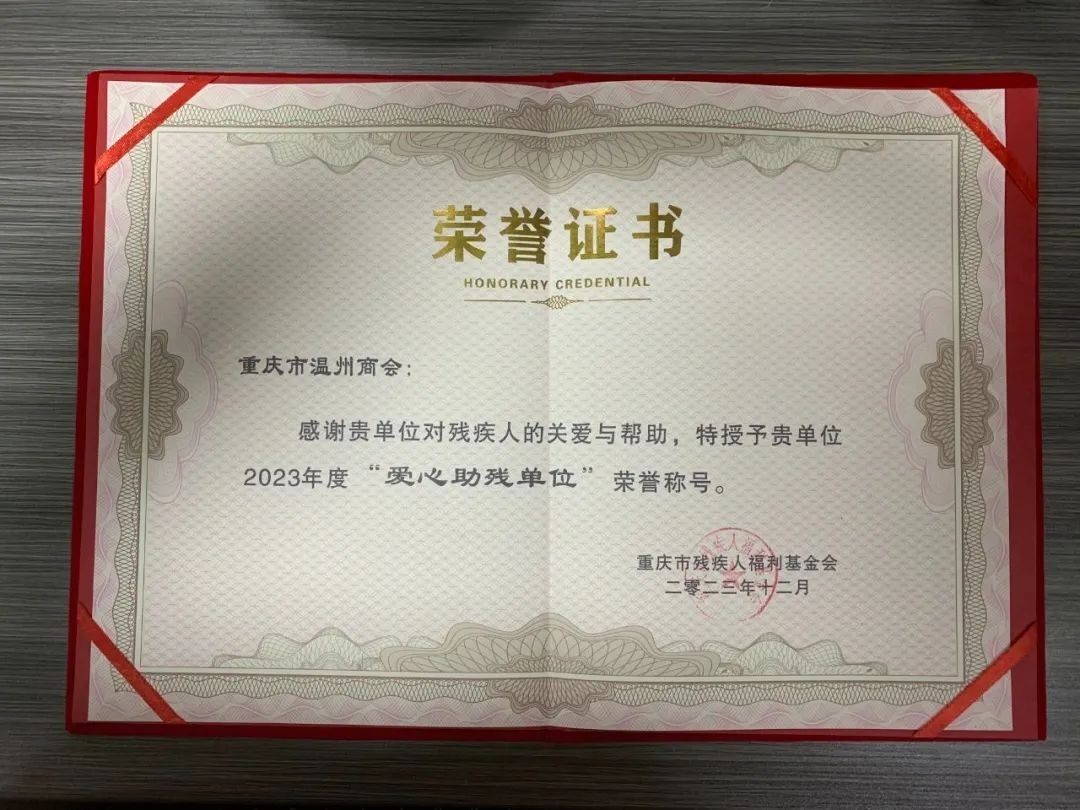 荣誉证书
HONORARY CREDENTIAL
重庆市温州商会:
感谢贵单位对残疾人的关爱与帮助,特授予贵单位
2023年度“爱心助残单位”荣誉称号。
重庆市残疾人福利基金会
二零二三年十二月